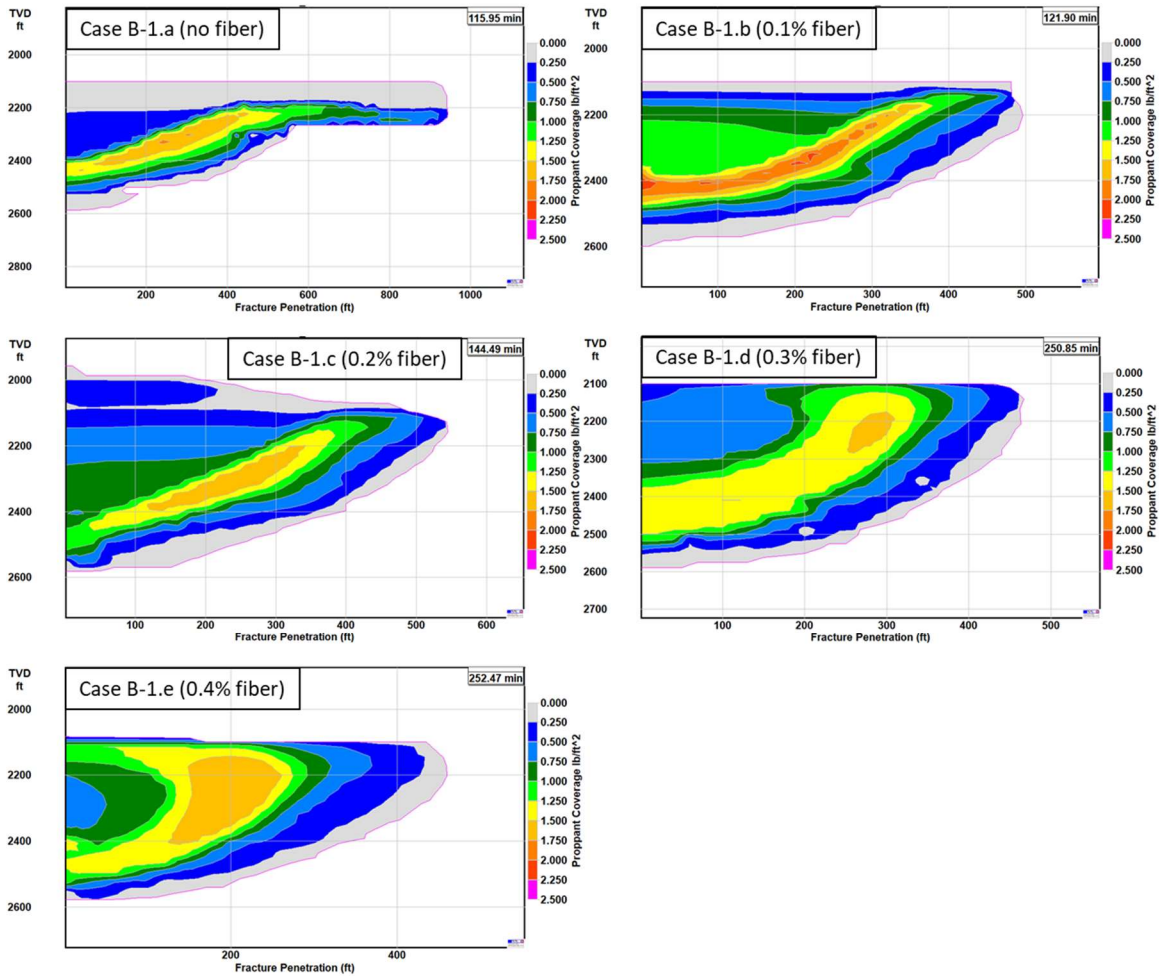 TVD
ft
Case B-1.a (no fiber)
115.95 min
2000
2200
2400
2600
2800
200 400 600 800 1000
Fracture Penetration (ft)
0.000
0.250
0.500
0.750
1.000
1.250
1.500
1.750
2.000
2.250
2.500
Proppant Coverage lb/ft^2
TVD
ft
Case B-1.b (0.1% fiber)
121.90 min
2000
2200
2400
2600
100 200 300 400 500
Fracture Penetration (ft)
0.000
0.250
0.500
0.750
1.000
1.250
1.500
1.750
2.000
2.250
2.500
Proppant Coverage lb/ft^2
TVD
ft
Case B-1.c (0.2% fiber)
144.49 min
2000
2200
2400
2600
100 200 300 400 500 600
Fracture Penetration (ft)
0.000
0.250
0.500
0.750
1.000
1.250
1.500
1.750
2.000
2.250
2.500
Proppant Coverage lb/ft^2
TVD
ft
Case B-1.d (0.3% fiber)
250.85 min
2100
2200
2300
2400
2500
2600
2700
100 200 300 400 500
Fracture Penetration (ft)
0.000
0.250
0.500
0.750
1.000
1.250
1.500
1.750
2.000
2.250
2.500
Proppant Coverage lb/ft^2
TVD
ft
Case B-1.e (0.4% fiber)
252.47 min
2000
2200
2400
2600
200 400
Fracture Penetration (ft)
0.000
0.250
0.500
0.750
1.000
1.250
1.500
1.750
2.000
2.250
2.500
Proppant Coverage lb/ft^2